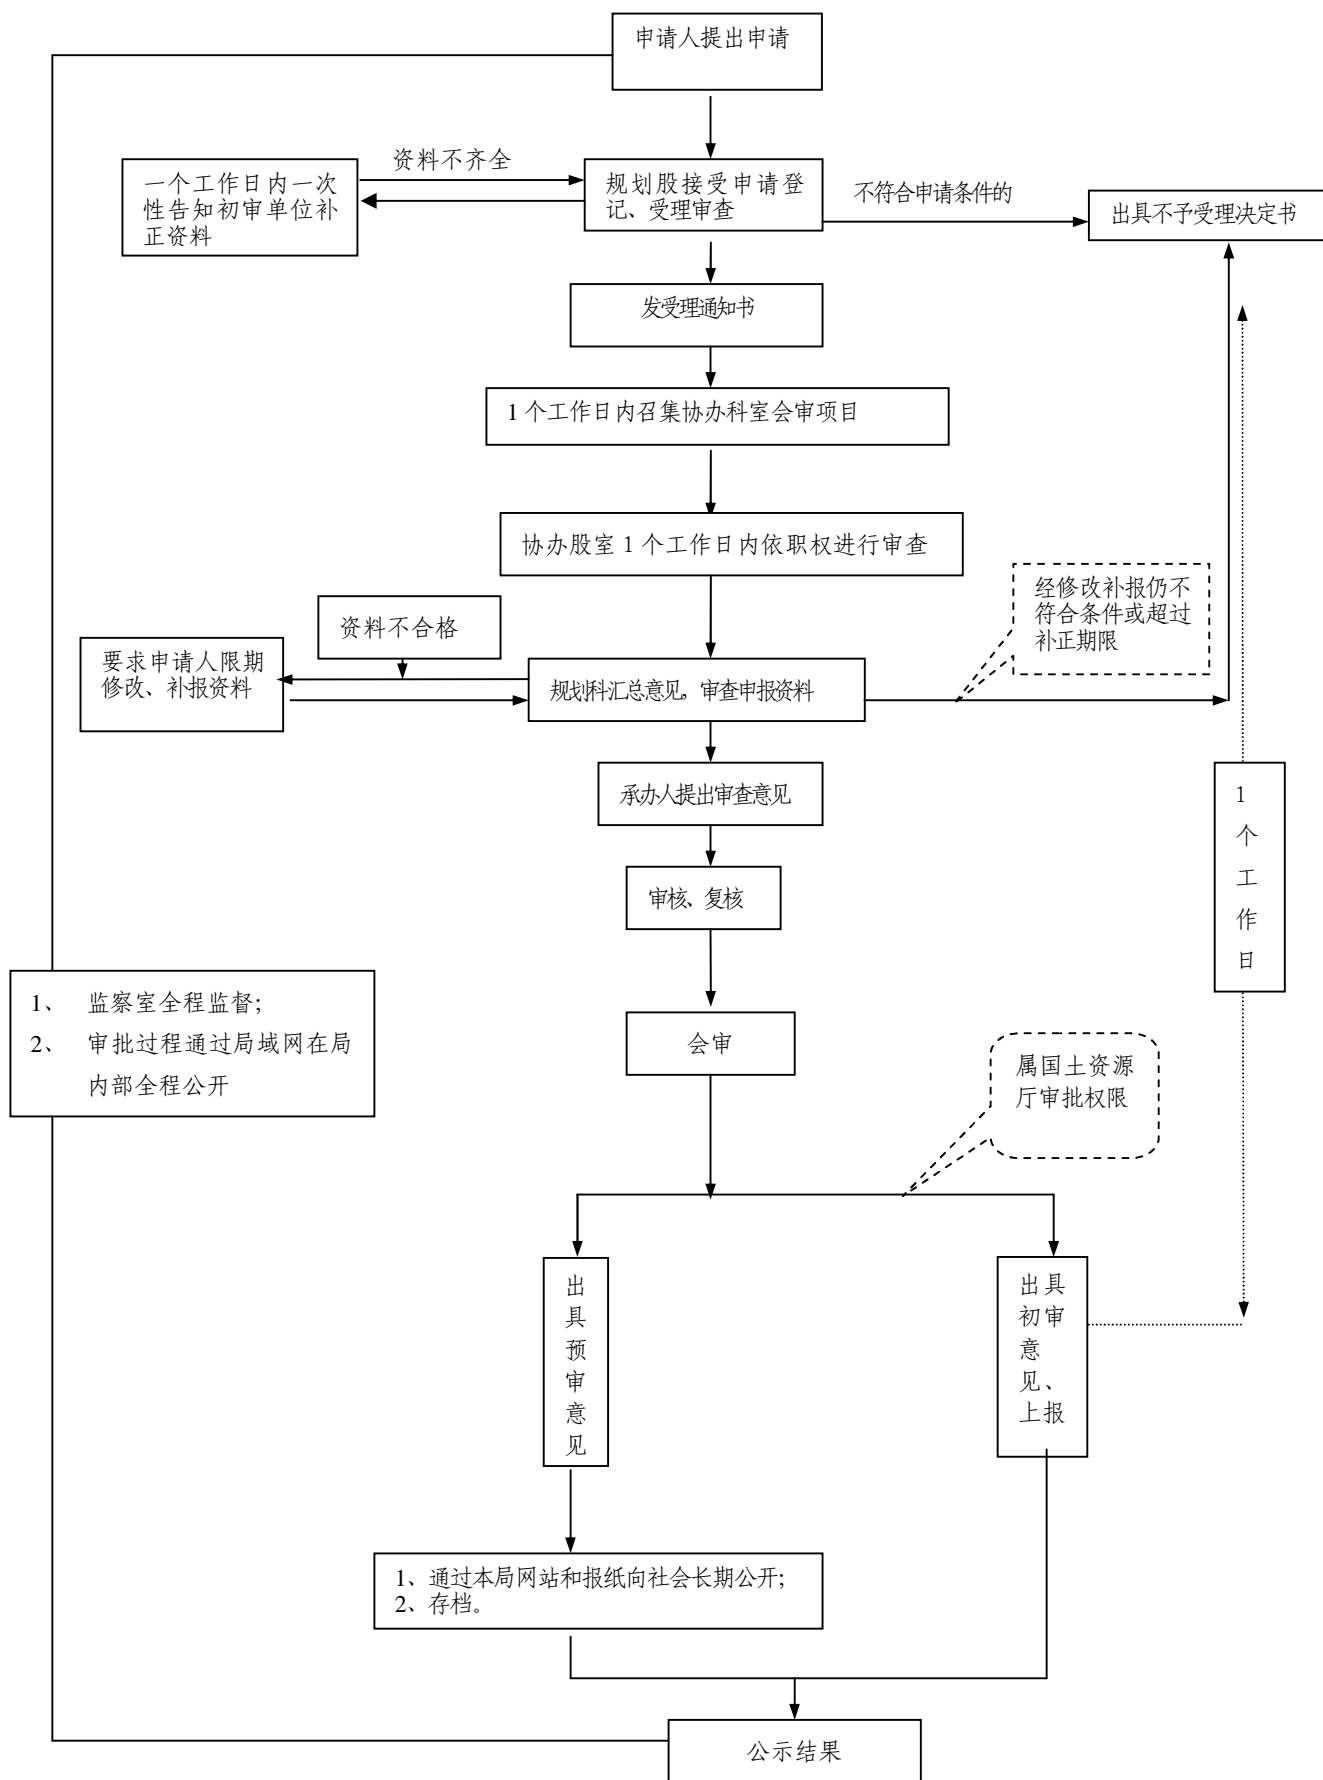 申请人提出申请
资料不齐全
一个工作日内一次
性告知初审单位补
正资料
规划股接受申请登
记、受理审查
不符合申请条件的
出具不予受理决定书
发受理通知书
1 个工作日内召集协办科室会审项目
协办股室 1 个工作日内依职权进行审查
经修改补报仍不
符合条件或超过
补正期限
资料不合格
要求申请人限期
修改、补报资料
规划科汇总意见，审查申报资料
承办人提出审查意见
1
个
工
作
日
审核、复核
1、 监察室全程监督；
2、 审批过程通过局域网在局
内部全程公开
会审
属国土资源
厅审批权限
出
具
预
审
意
见
出具
初审
意
见、
上报
1、通过本局网站和报纸向社会长期公开；
2、存档。
公示结果